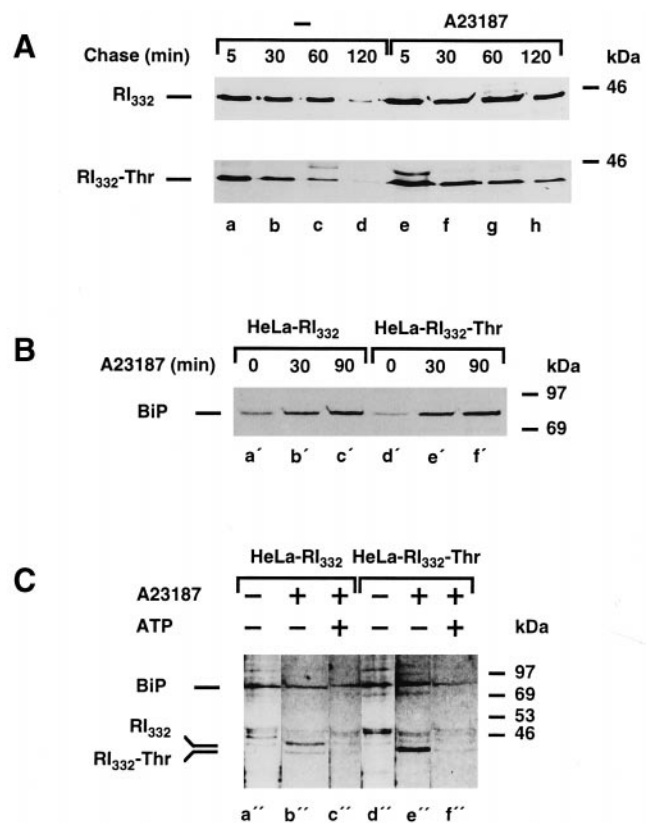 A
– A23187
Chase (min) 5 30 60 120 5 30 60 120 kDa
RI332 46
RI332-Thr 46
a b c d e f g h
B
HeLa-RI332 HeLa-RI332-Thr
A23187 (min) 0 30 90 0 30 90 kDa
BiP 97
69
a´ b´ c´ d´ e´ f´
C
HeLa-RI332 HeLa-RI332-Thr
A23187 – + + – + +
ATP – – + – – + kDa
BiP 97
69
53
RI332 46
RI332-Thr
a´´ b´´ c´´ d´´ e´´ f´´